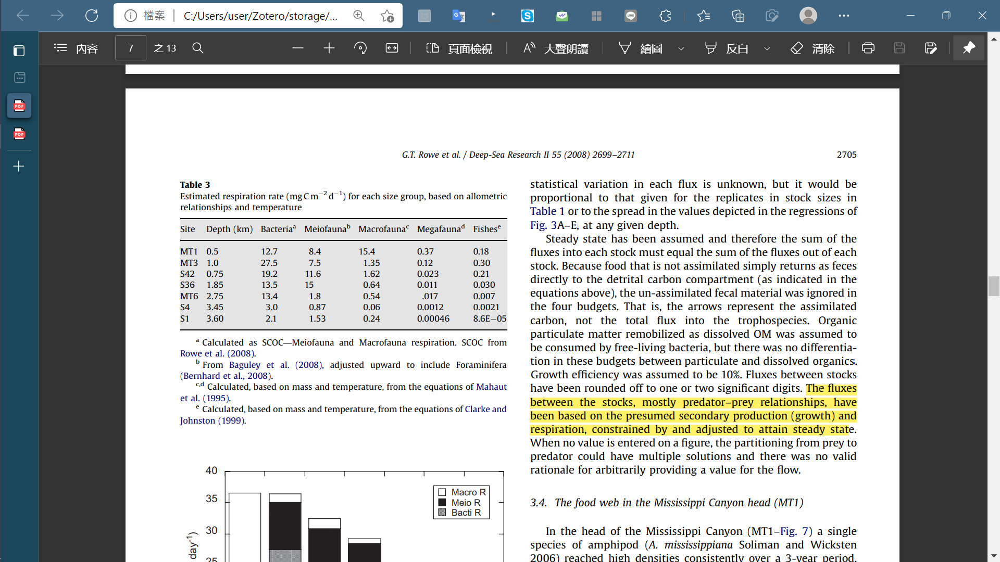 檔案 C:/Users/user/Zotero/storage/...
內容 7 之 13 頁面檢視 大聲朗讀 繪圖 反白 清除
G.T. Rowe et al. / Deep-Sea Research II 55 (2008) 2699–2711 2705
Table 3
Estimated respiration rate (mg C m−2 d−1) for each size group, based on allometric
relationships and temperature
Site Depth (km) Bacteriaa Meiofaunab Macrofaunac Megafaunad Fishese
MT1 0.5 12.7 8.4 15.4 0.37 0.18
MT3 1.0 27.5 7.5 1.35 0.12 0.30
S42 0.75 19.2 11.6 1.62 0.023 0.21
S36 1.85 13.5 15 0.64 0.011 0.030
MT6 2.75 13.4 1.8 0.54 .017 0.007
S4 3.45 3.0 0.87 0.06 0.0012 0.0021
S1 3.60 2.1 1.53 0.24 0.00046 8.6E−05
a Calculated as SCOC—Meiofauna and Macrofauna respiration. SCOC from
Rowe et al. (2008).
b From Baguley et al. (2008), adjusted upward to include Foraminifera
(Bernhard et al., 2008).
c,d Calculated, based on mass and temperature, from the equations of Mahaut
et al. (1995).
e Calculated, based on mass and temperature, from the equations of Clarke and
Johnston (1999).
40
35
30
25
day-1)
Macro R
Meio R
Bacti R
statistical variation in each flux is unknown, but it would be
proportional to that given for the replicates in stock sizes in
Table 1 or to the spread in the values depicted in the regressions of
Fig. 3A–E, at any given depth.
Steady state has been assumed and therefore the sum of the
fluxes into each stock must equal the sum of the fluxes out of each
stock. Because food that is not assimilated simply returns as feces
directly to the detrital carbon compartment (as indicated in the
equations above), the un-assimilated fecal material was ignored in
the four budgets. That is, the arrows represent the assimilated
carbon, not the total flux into the trophospecies. Organic
particulate matter remobilized as dissolved OM was assumed to
be consumed by free-living bacteria, but there was no differentia-
tion in these budgets between particulate and dissolved organics.
Growth efficiency was assumed to be 10%. Fluxes between stocks
have been rounded off to one or two significant digits. The fluxes
between the stocks, mostly predator–prey relationships, have
been based on the presumed secondary production (growth) and
respiration, constrained by and adjusted to attain steady state.
When no value is entered on a figure, the partitioning from prey to
predator could have multiple solutions and there was no valid
rationale for arbitrarily providing a value for the flow.
3.4. The food web in the Mississippi Canyon head (MT1)
In the head of the Mississippi Canyon (MT1–Fig. 7) a single
species of amphipod (A. mississippiana Soliman and Wicksten
2006) reached high densities consistently over a 3-year period.